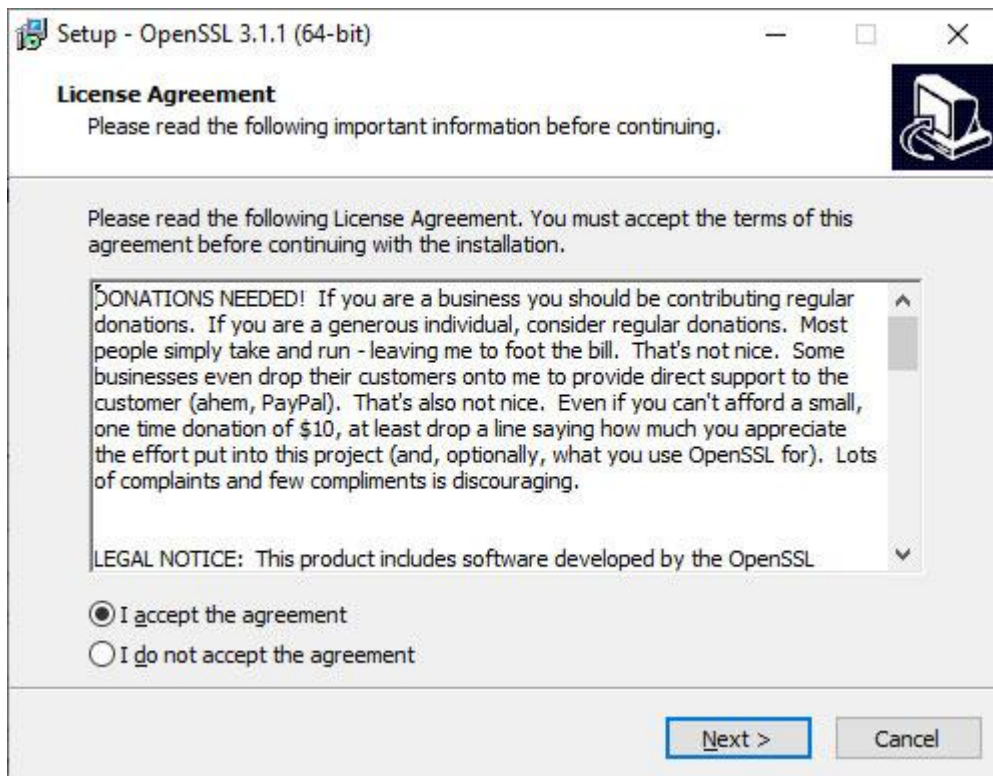 Setup - OpenSSL 3.1.1 (64-bit)
License Agreement
Please read the following important information before continuing.
Please read the following License Agreement. You must accept the terms of this
agreement before continuing with the installation.
DONATIONS NEEDED!  If you are a business you should be contributing regular
donations.  If you are a generous individual, consider regular donations.  Most
people simply take and run - leaving me to foot the bill.  That's not nice.  Some
businesses even drop their customers onto me to provide direct support to the
customer (ahem, PayPal).  That's also not nice.  Even if you can't afford a small,
one time donation of $10, at least drop a line saying how much you appreciate
the effort put into this project (and, optionally, what you use OpenSSL for).  Lots
of complaints and few compliments is discouraging.
LEGAL NOTICE:  This product includes software developed by the OpenSSL
I accept the agreement
I do not accept the agreement
Next >
Cancel